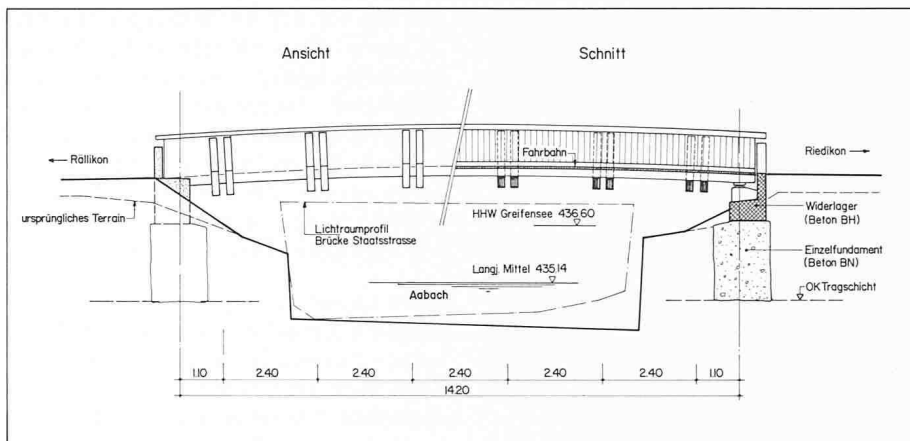 Ansicht
Schnitt
Rällikon
Riedikon
Fahrbahn
ursprüngliches Terrain
Lichtraumprofil
Brücke Staatsstrasse
HHW Greifensee 436.60
Widerlager
(Beton BH)
Einzelfundament
(Beton BN)
Langj. Mittel 435.14
Aabach
OK Tragschicht
1.10 2.40 2.40 2.40 2.40 2.40 1.10
14.20